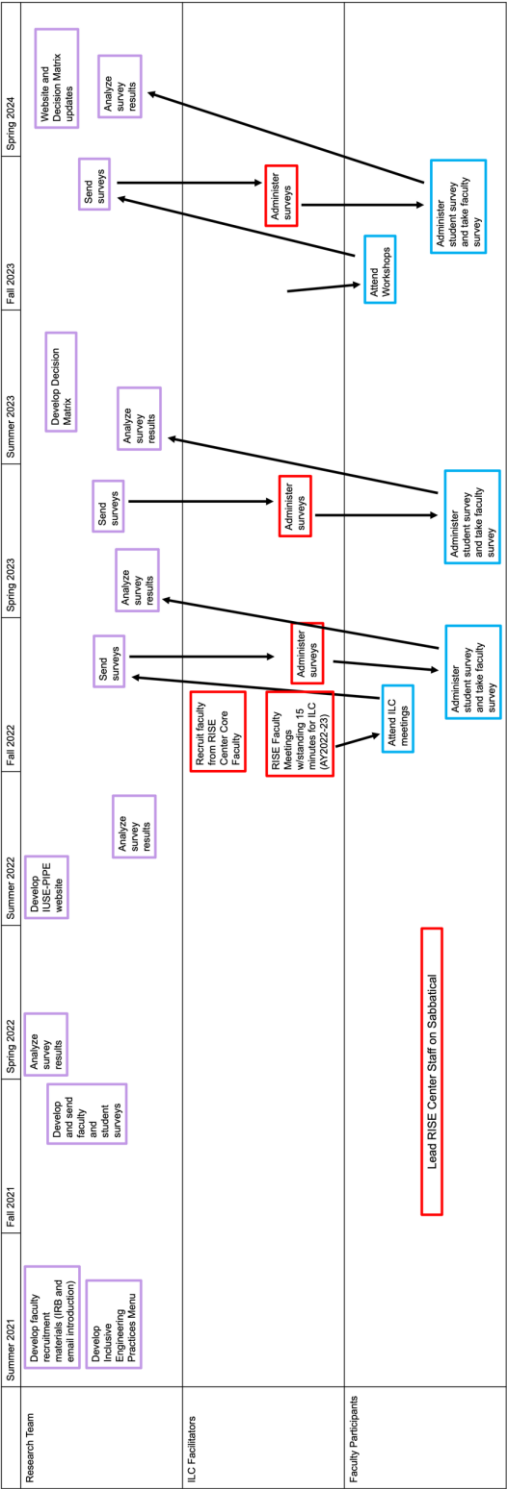 Summer 2021
Fall 2021
Spring 2022
Summer 2022
Fall 2022
Spring 2023
Summer 2023
Fall 2023
Spring 2024
Research Team
Develop faculty
recruitment
materials (IRB and
email introduction)
Develop
Inclusive
Engineering
Practices Menu
Develop
and send
faculty
and
student
surveys
Analyze
survey
results
Develop
IUSE-PIPE
website
Analyze
survey
results
Send
surveys
Analyze
survey
results
Send
surveys
Develop Decision
Matrix
Analyze
survey
results
Send
surveys
Website and
Decision Matrix
updates
Analyze
survey
results
ILC Facilitators
Recruit faculty
from RISE
Center Core
Faculty
RISE Faculty
Meetings
w/standing 15
minutes for ILC
(AY2022-23)
Administer
surveys
Administer
surveys
Administer
surveys
Faculty Participants
Lead RISE Center Staff on Sabbatical
Attend ILC
meetings
Administer
student survey
and take faculty
survey
Administer
student survey
and take faculty
survey
Attend
Workshops
Administer
student survey
and take faculty
survey